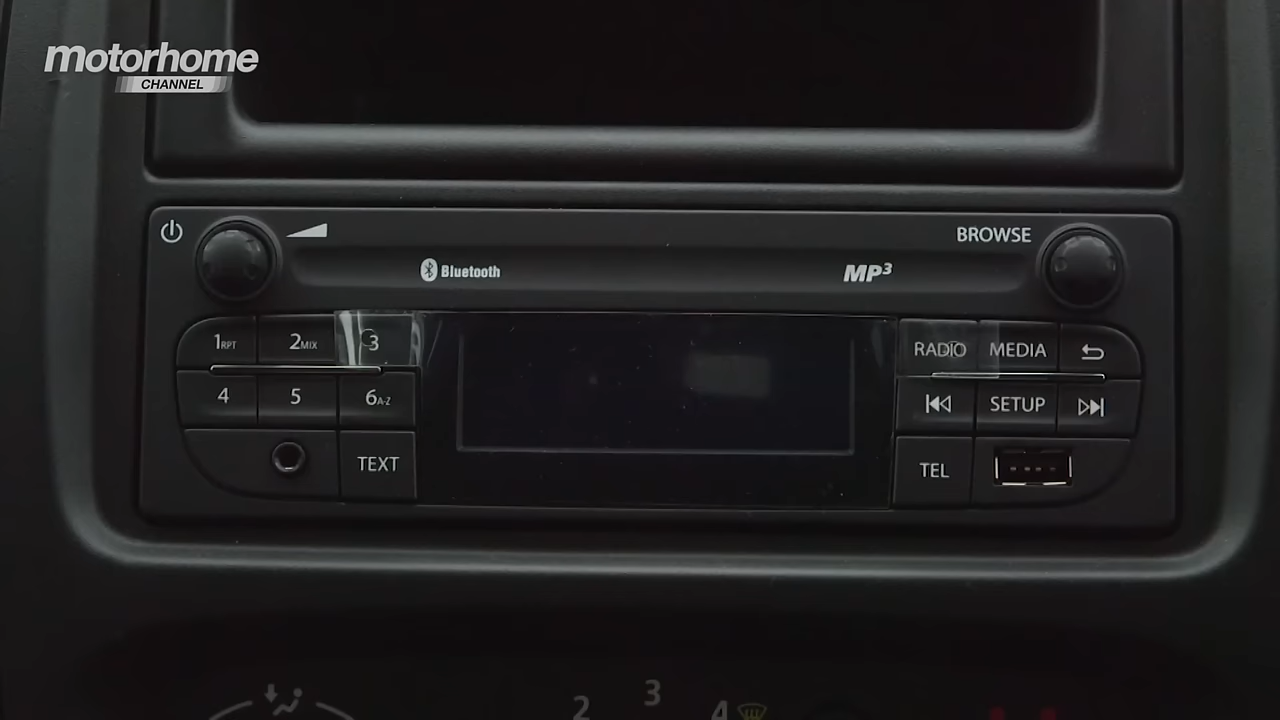 motorhome
CHANNEL
BROWSE
Bluetooth
MP3
1RPT 2MIX 3
RADIO MEDIA
4 5 6A-Z
SETUP
TEXT
TEL
2 3 4